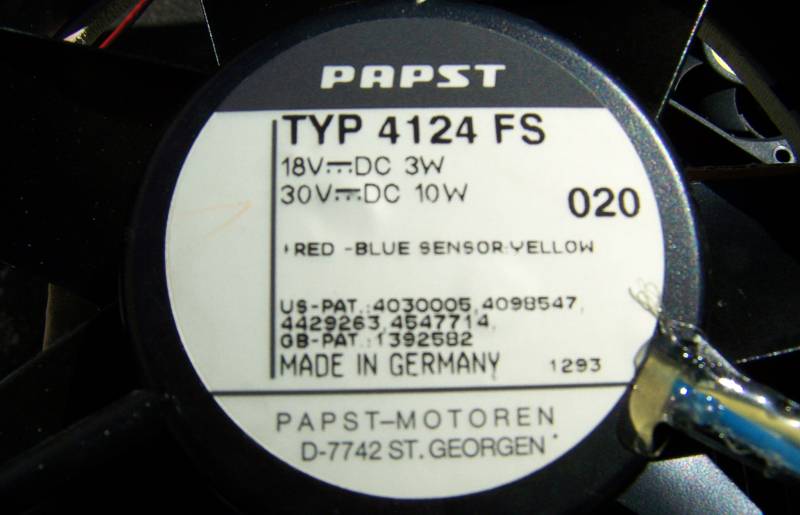 PAPST
TYP 4124 FS
18V⎓DC 3W
30V⎓DC 10W
020
+RED -BLUE SENSOR:YELLOW
US-PAT.:4030005,4098547,
4429263,4547714,
GB-PAT.:1392582
MADE IN GERMANY 1293
PAPST-MOTOREN
D-7742 ST. GEORGEN